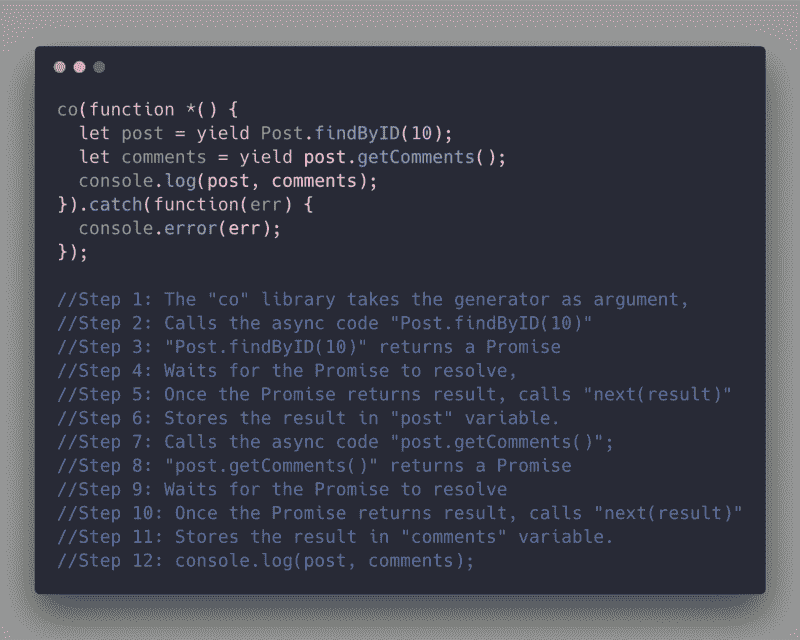 co(function *() {
  let post = yield Post.findByID(10);
  let comments = yield post.getComments();
  console.log(post, comments);
}).catch(function(err) {
  console.error(err);
});
//Step 1: The "co" library takes the generator as argument,
//Step 2: Calls the async code "Post.findByID(10)"
//Step 3: "Post.findByID(10)" returns a Promise
//Step 4: Waits for the Promise to resolve,
//Step 5: Once the Promise returns result, calls "next(result)"
//Step 6: Stores the result in "post" variable.
//Step 7: Calls the async code "post.getComments()";
//Step 8: "post.getComments()" returns a Promise
//Step 9: Waits for the Promise to resolve
//Step 10: Once the Promise returns result, calls "next(result)"
//Step 11: Stores the result in "comments" variable.
//Step 12: console.log(post, comments);